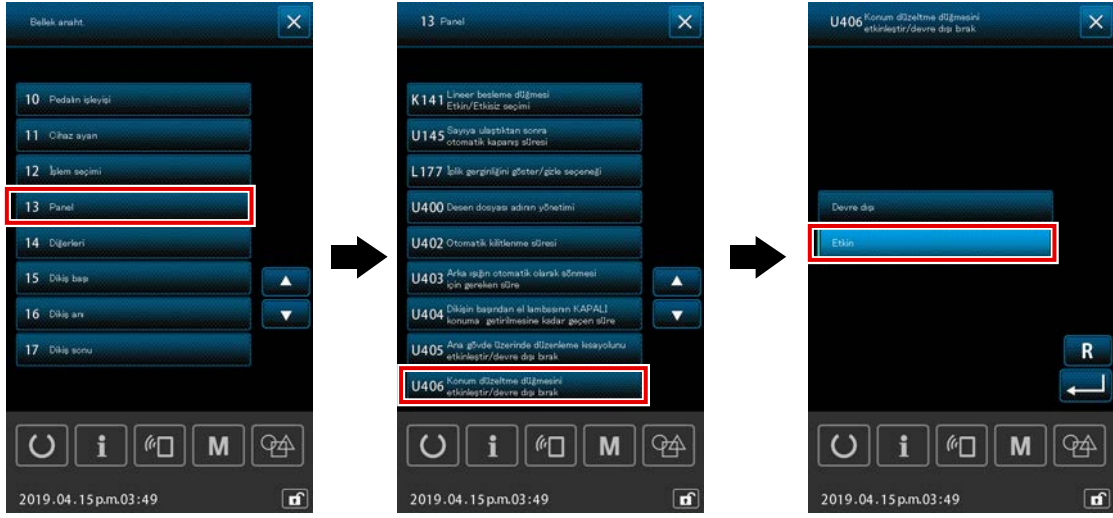 Bellek anaht.
10 Pedalın işleyişi
11 Cihaz ayarı
12 İşlem seçimi
13 Panel
14 Diğerleri
15 Dikiş başı
16 Dikiş anı
17 Dikiş sonu
i
M
2019.04.15p.m.03:49
13 Panel
K141 Lineer besleme düğmesi
Etkin/Etkisiz seçimi
U145 Sayıya ulaştıktan sonra
otomatik kapanış süresi
L177 İplik gerginliğini göster/gizle seçeneği
U400 Desen dosyası adının yönetimi
U402 Otomatik kilitlenme süresi
U403 Arka ışığın otomatik olarak sönmesi
için gereken süre
U404 Dikişin başından el lambasının KAPALI
konuma getirilmesine kadar geçen süre
U405 Ana gövde üzerinde düzenleme kısayolunu
etkinleştir/devre dışı bırak
U406 Konum düzeltme düğmesini
etkinleştir/devre dışı bırak
i
M
2019.04.15p.m.03:49
U406 Konum düzeltme düğmesini
etkinleştir/devre dışı bırak
Devre dışı
Etkin
R
i
M
2019.04.15p.m.03:49